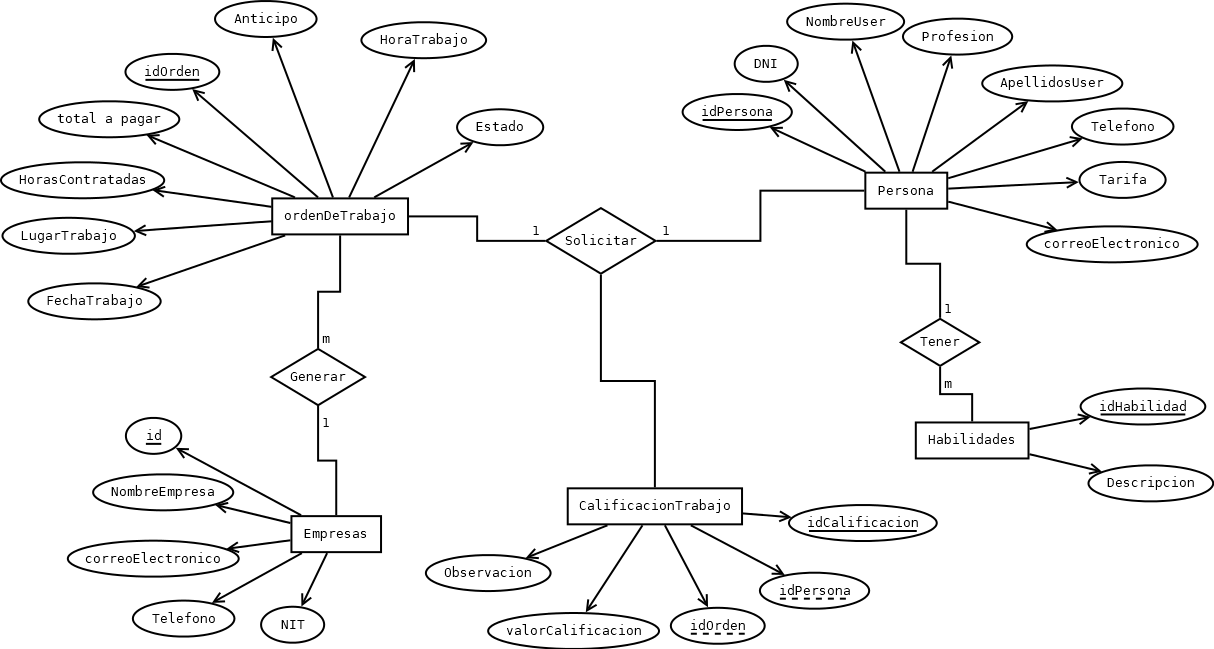 Anticipo
HoraTrabajo
idOrden
total a pagar
Estado
HorasContratadas
ordenDeTrabajo
LugarTrabajo
FechaTrabajo
NombreUser
Profesion
DNI
ApellidosUser
idPersona
Telefono
Persona
Tarifa
correoElectronico
1
Solicitar
1
m
Generar
1
1
Tener
m
idHabilidad
Habilidades
Descripcion
id
NombreEmpresa
Empresas
correoElectronico
Telefono
NIT
CalificacionTrabajo
idCalificacion
Observacion
idPersona
valorCalificacion
idOrden